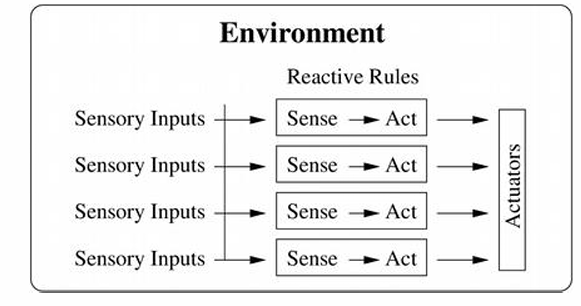 Environment
Reactive Rules
Sensory Inputs Sense Act
Sensory Inputs Sense Act
Sensory Inputs Sense Act
Sensory Inputs Sense Act
Actuators